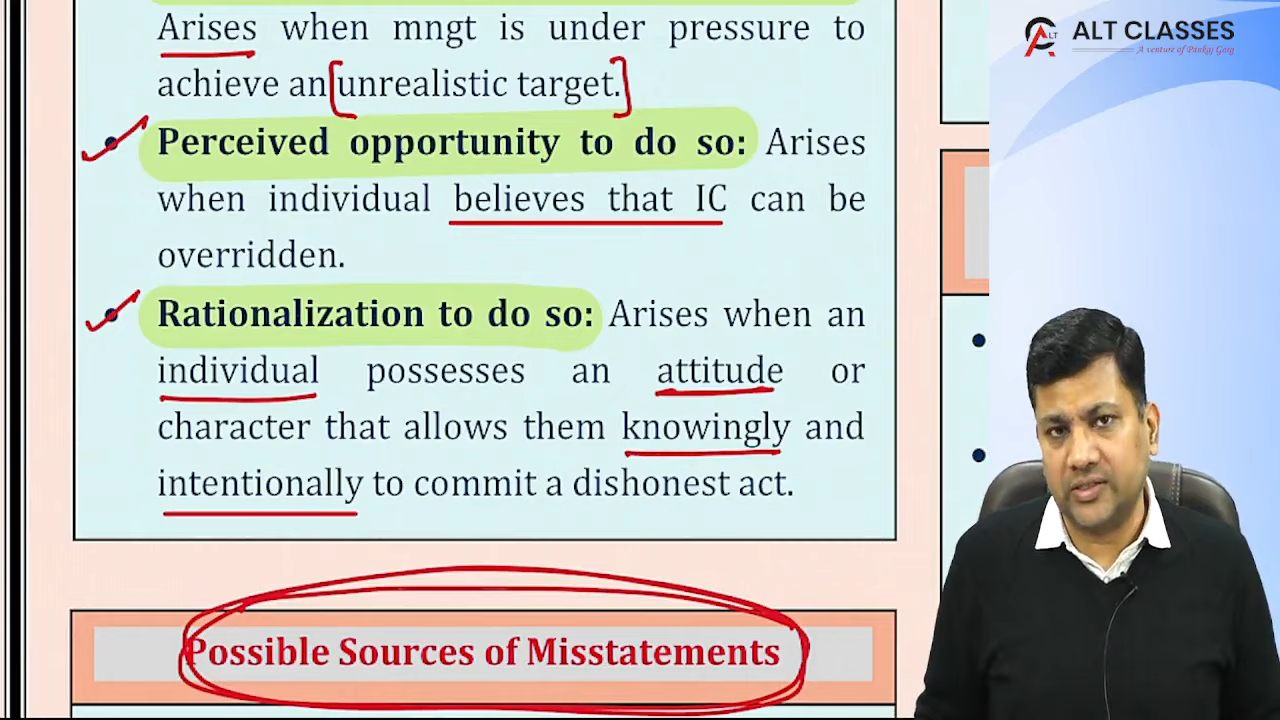 Arises when mngt is under pressure to
achieve an unrealistic target.
• Perceived opportunity to do so: Arises
when individual believes that IC can be
overridden.
• Rationalization to do so: Arises when an
individual possesses an attitude or
character that allows them knowingly and
intentionally to commit a dishonest act.
Possible Sources of Misstatements
ALT
ALT CLASSES
A venture of Pankaj Garg